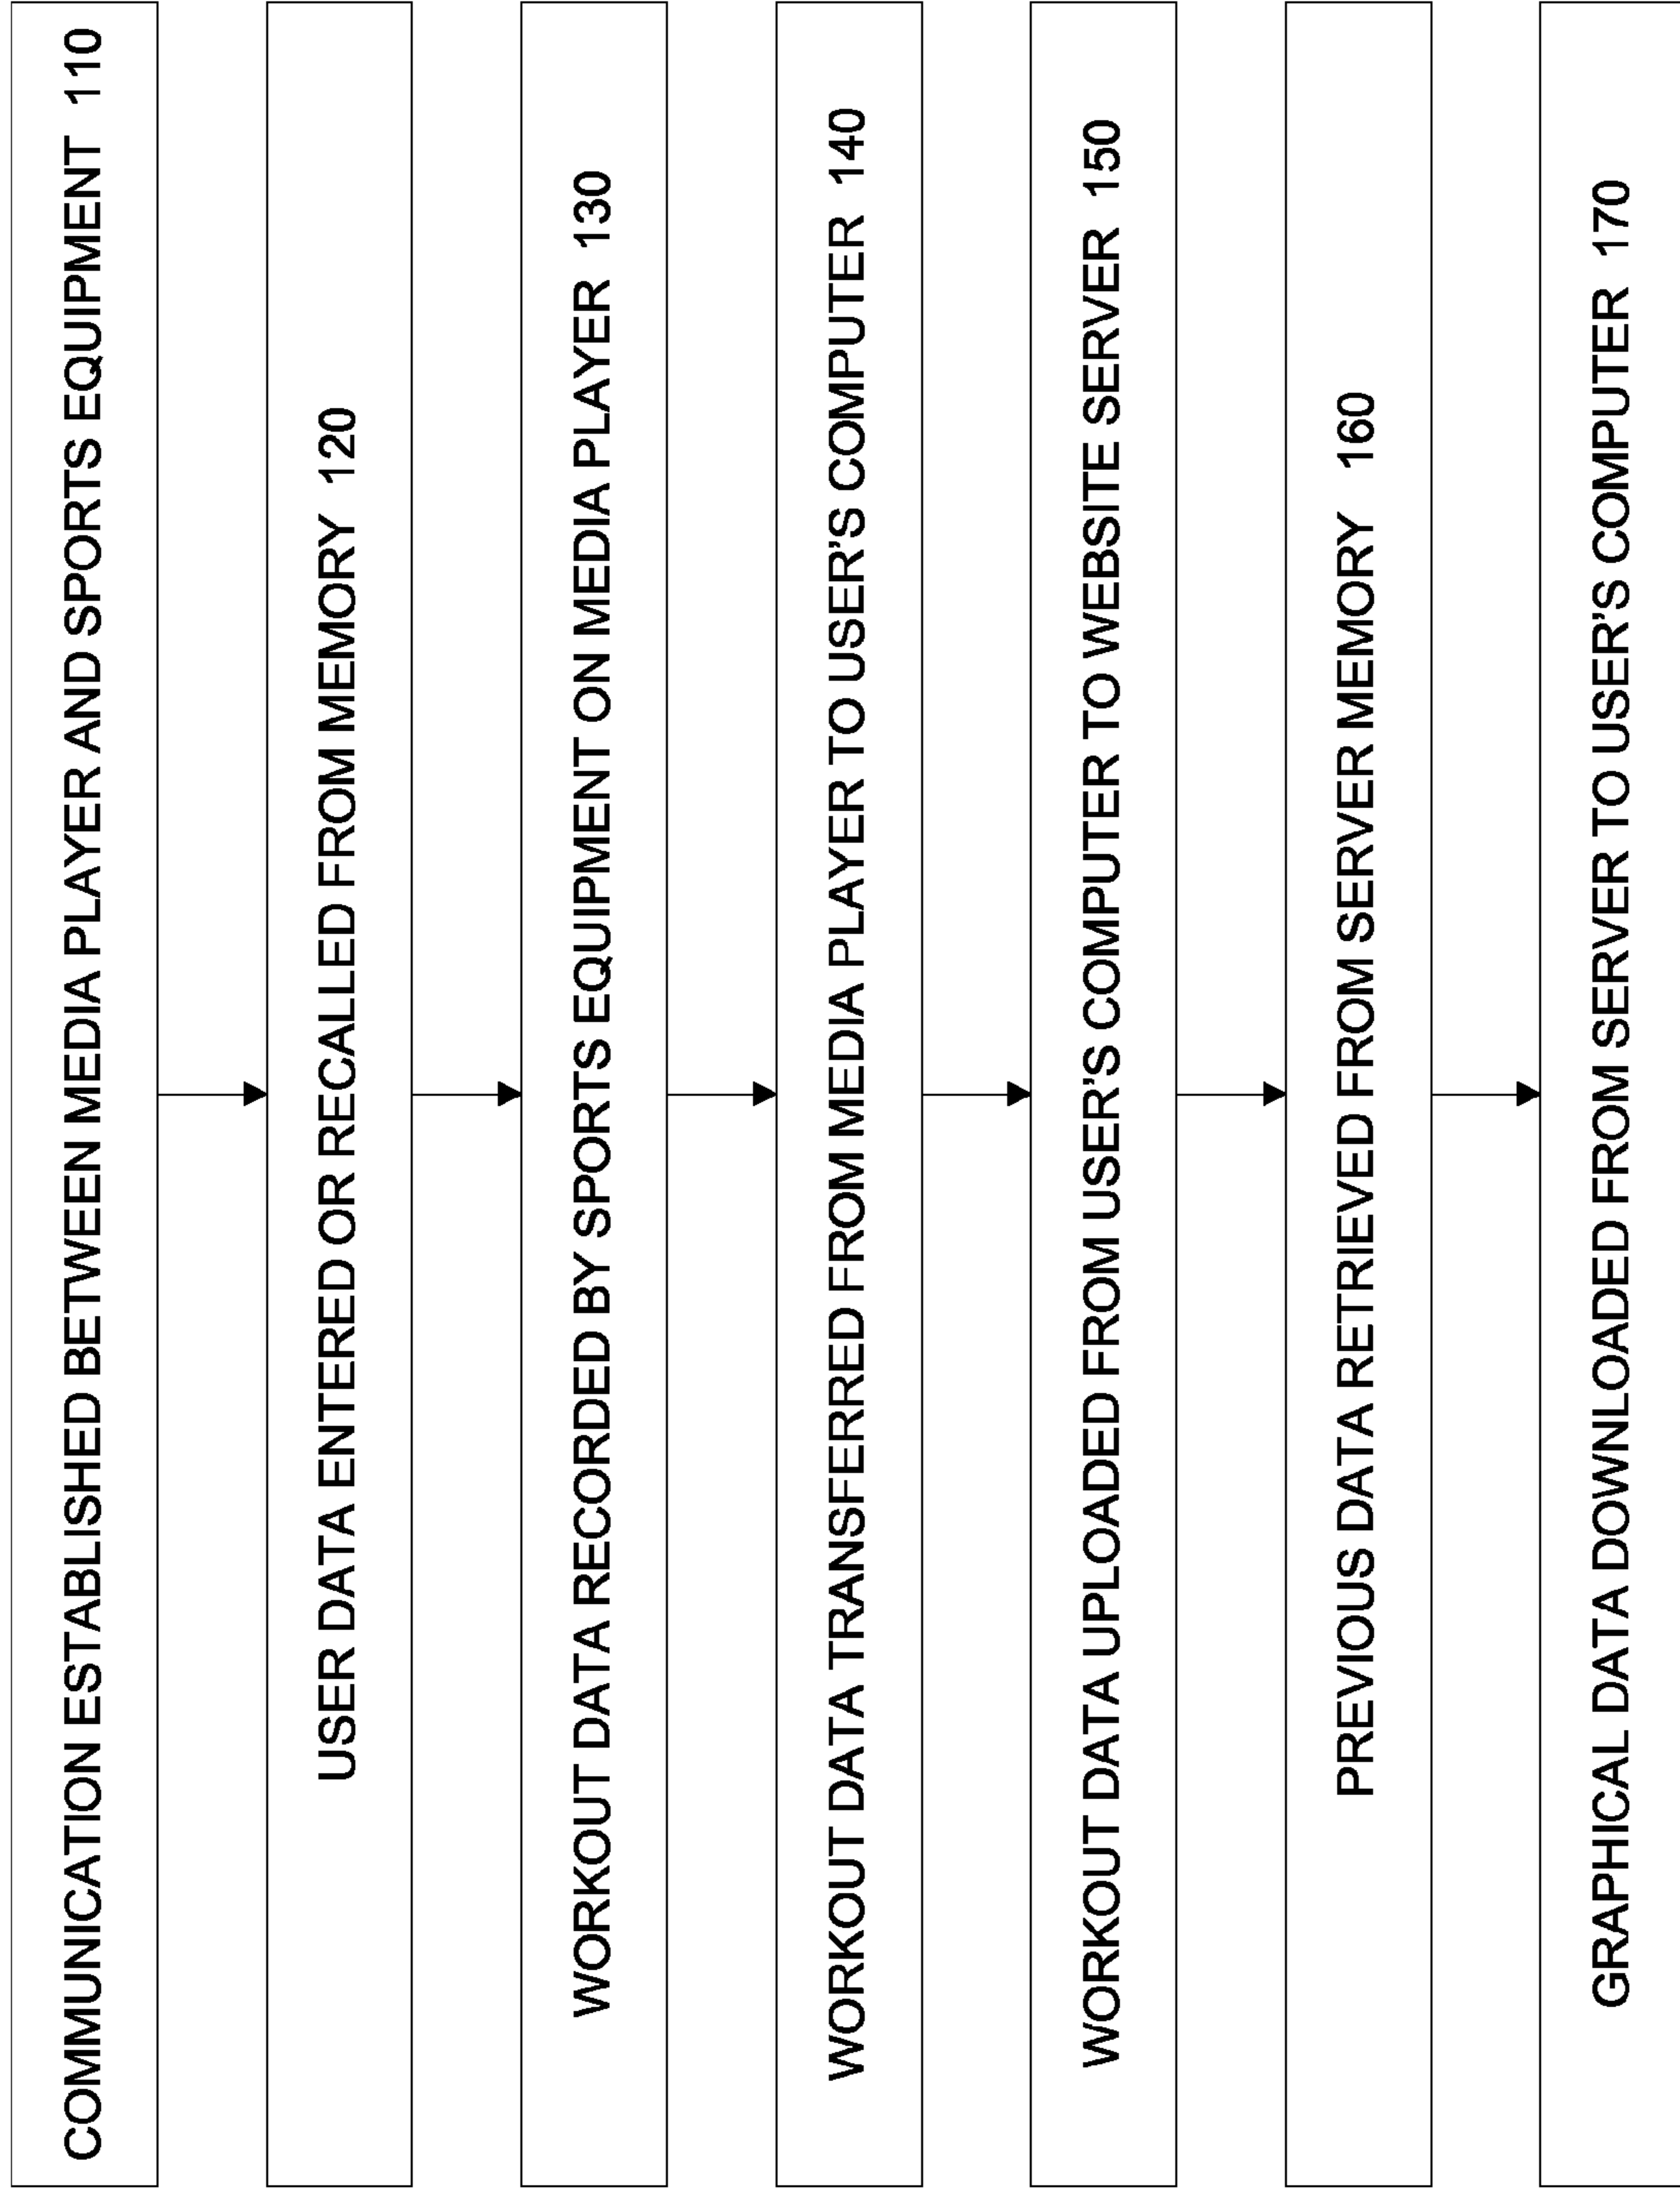 COMMUNICATION ESTABLISHED BETWEEN MEDIA PLAYER AND SPORTS EQUIPMENT 110
USER DATA ENTERED OR RECALLED FROM MEMORY 120
WORKOUT DATA RECORDED BY SPORTS EQUIPMENT ON MEDIA PLAYER 130
WORKOUT DATA TRANSFERRED FROM MEDIA PLAYER TO USER'S COMPUTER 140
WORKOUT DATA UPLOADED FROM USER'S COMPUTER TO WEBSITE SERVER 150
PREVIOUS DATA RETRIEVED FROM SERVER MEMORY 160
GRAPHICAL DATA DOWNLOADED FROM SERVER TO USER'S COMPUTER 170